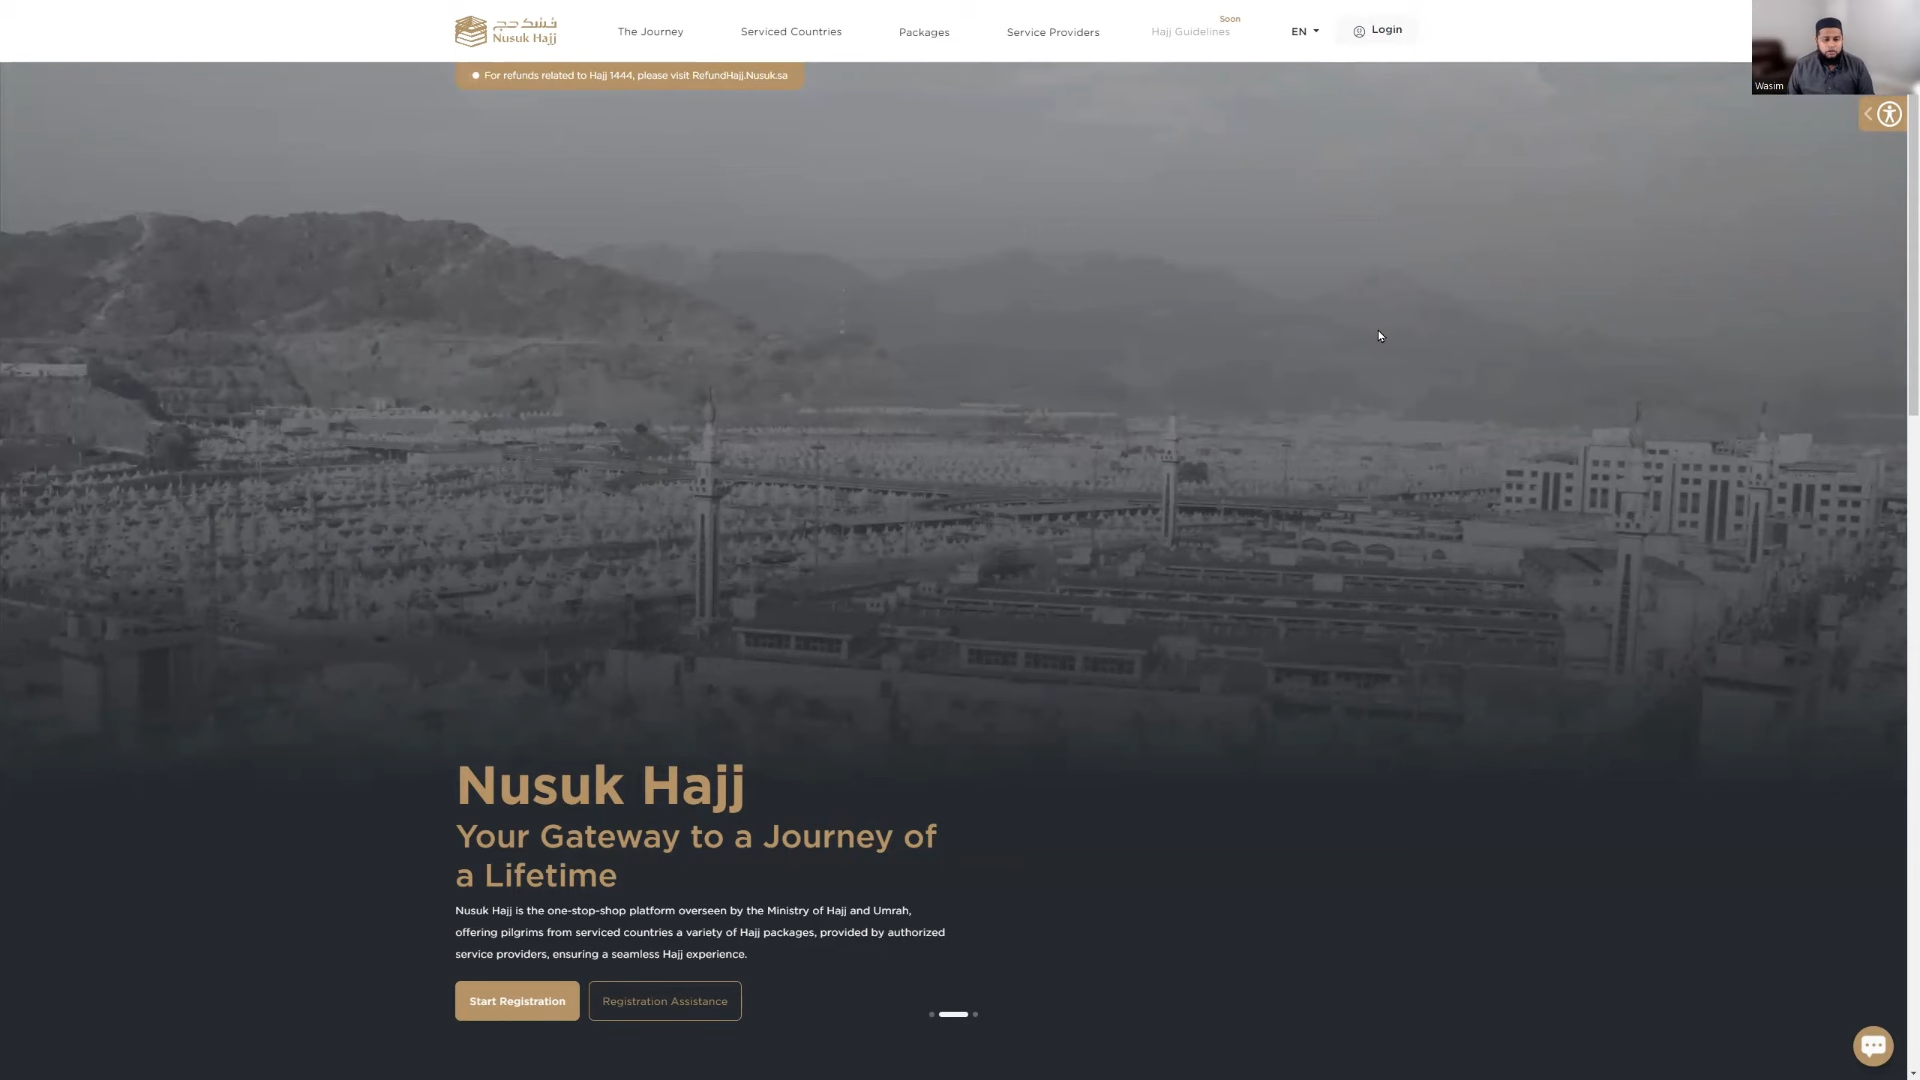 نسك حج
Nusuk Hajj
The Journey
Serviced Countries
Packages
Service Providers
Soon
Hajj Guidelines
EN
Login
For refunds related to Hajj 1444, please visit RefundHajj.Nusuk.sa
Wasim
Nusuk Hajj
Your Gateway to a Journey of
a Lifetime
Nusuk Hajj is the one-stop-shop platform overseen by the Ministry of Hajj and Umrah,
offering pilgrims from serviced countries a variety of Hajj packages, provided by authorized
service providers, ensuring a seamless Hajj experience.
Start Registration
Registration Assistance